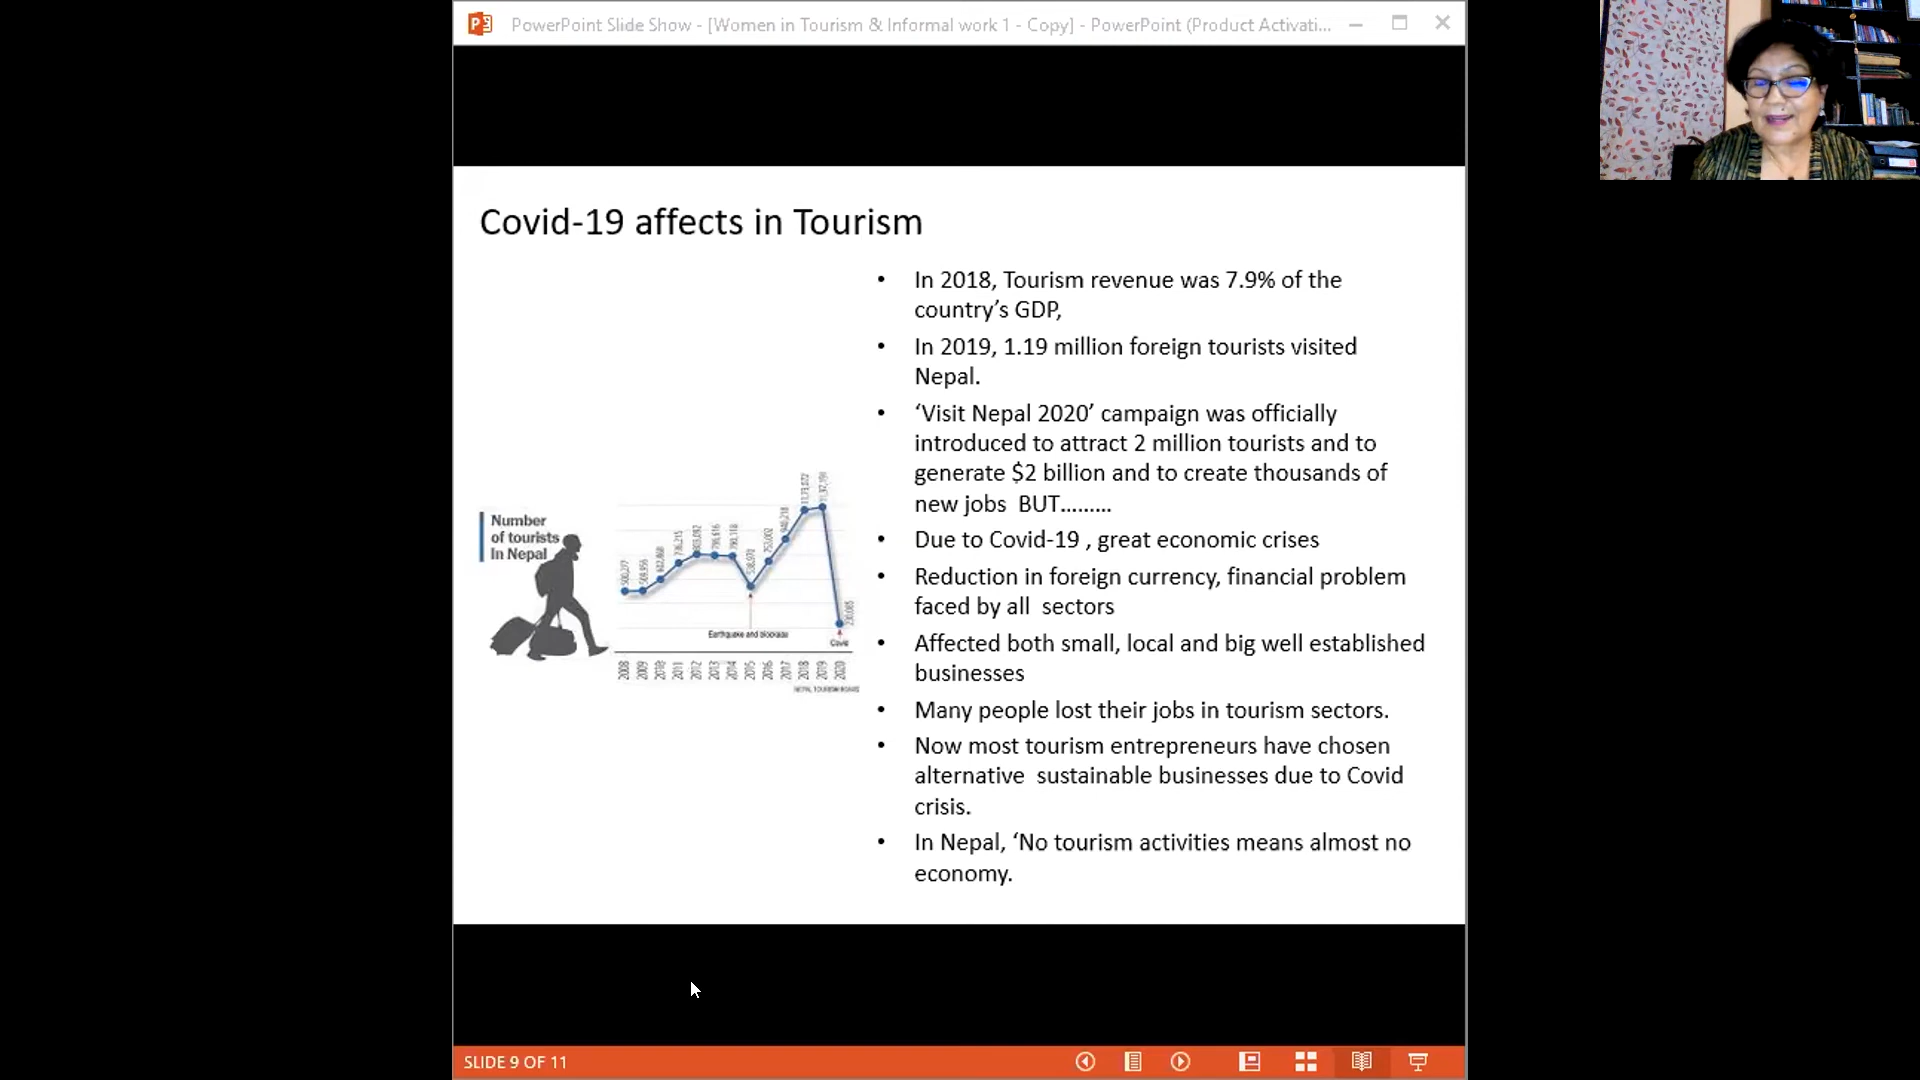 PowerPoint Slide Show - [Women in Tourism & Informal work 1 - Copy] - PowerPoint (Product Activati...
Covid-19 affects in Tourism
• In 2018, Tourism revenue was 7.9% of the
country’s GDP,
• In 2019, 1.19 million foreign tourists visited
Nepal.
• ‘Visit Nepal 2020’ campaign was officially
introduced to attract 2 million tourists and to
generate $2 billion and to create thousands of
new jobs BUT.........
• Due to Covid-19 , great economic crises
• Reduction in foreign currency, financial problem
faced by all sectors
• Affected both small, local and big well established
businesses
• Many people lost their jobs in tourism sectors.
• Now most tourism entrepreneurs have chosen
alternative sustainable businesses due to Covid
crisis.
• In Nepal, ‘No tourism activities means almost no
economy.
Number
of tourists
In Nepal
Earthquake and blockade
Covid
2008 2009 2010 2011 2012 2013 2014 2015 2016 2017 2018 2019 2020
NEPAL TOURISM BOARD
SLIDE 9 OF 11